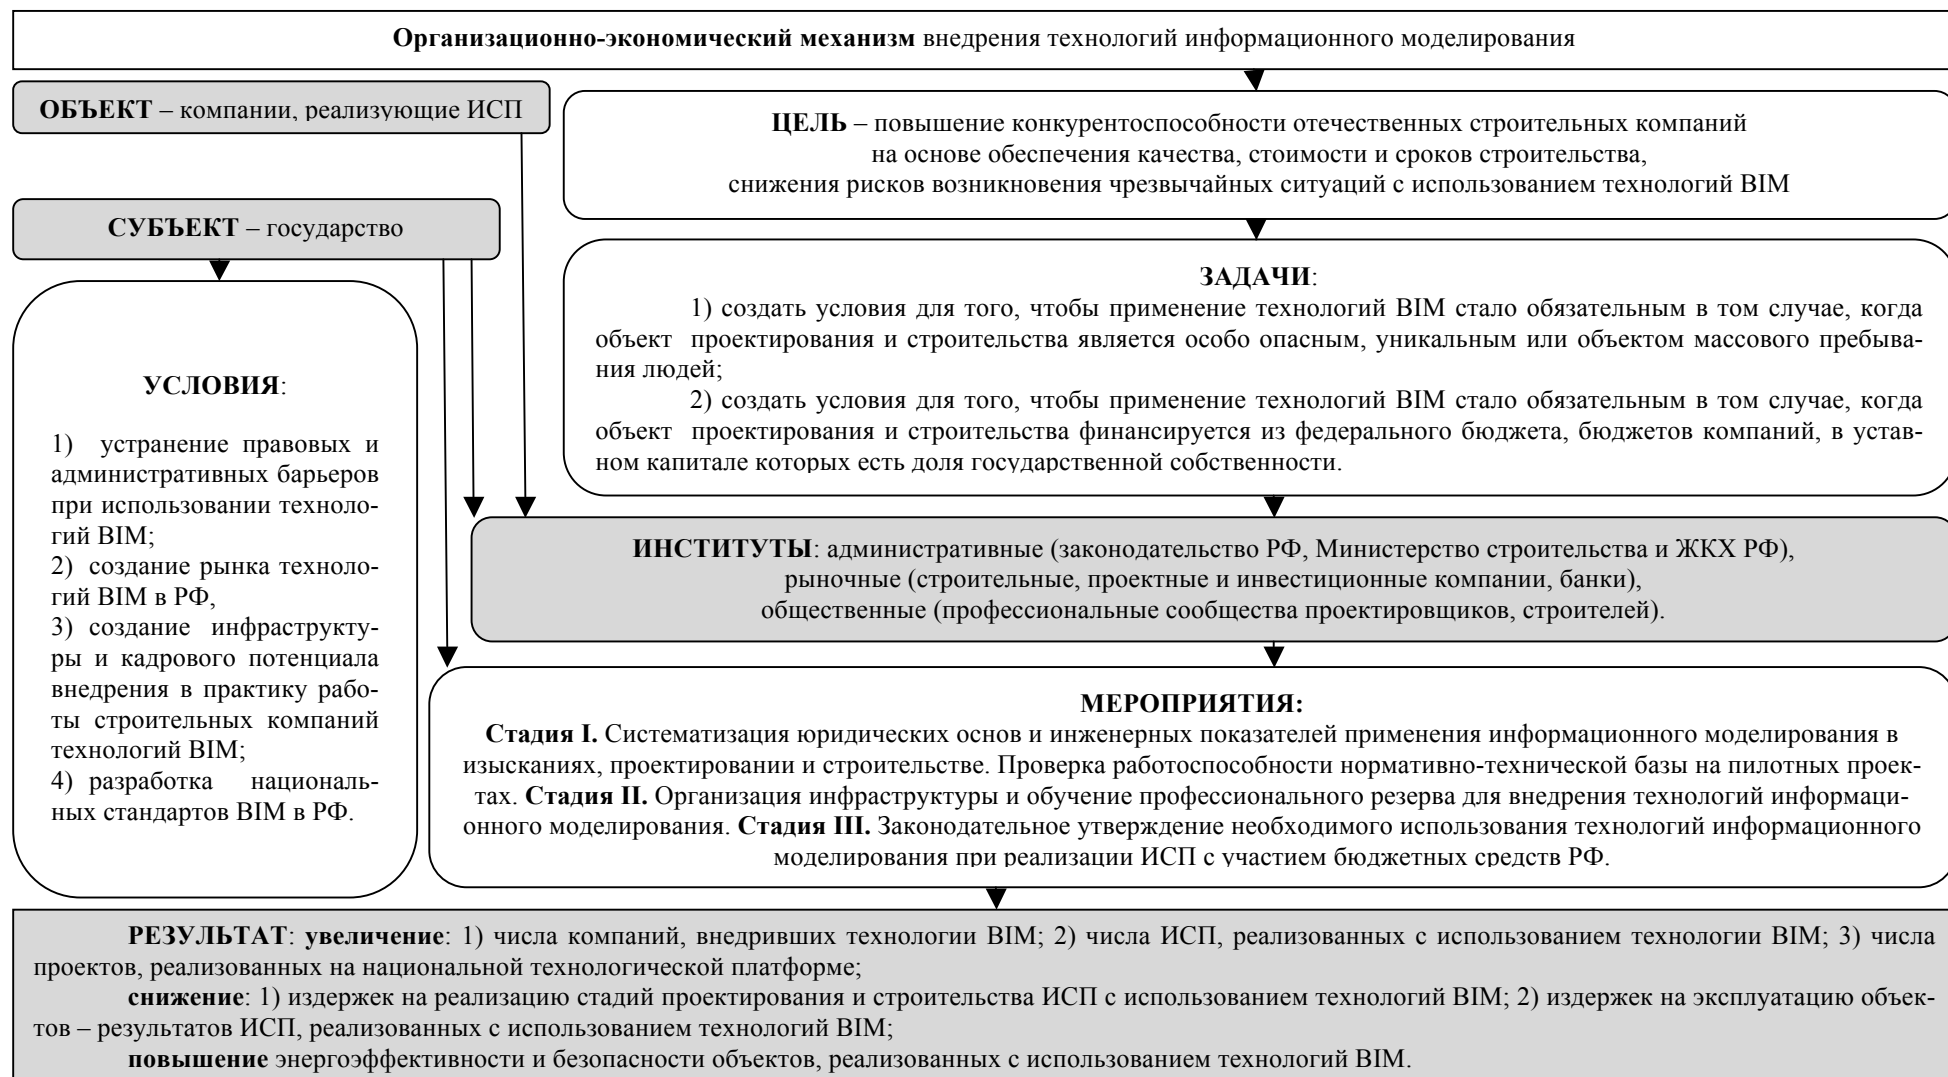 Организационно-экономический механизм внедрения технологий информационного моделирования
ОБЪЕКТ – компании, реализующие ИСП
ЦЕЛЬ – повышение конкурентоспособности отечественных строительных компаний
на основе обеспечения качества, стоимости и сроков строительства,
снижения рисков возникновения чрезвычайных ситуаций с использованием технологий BIM
СУБЪЕКТ – государство
ЗАДАЧИ:
1) создать условия для того, чтобы применение технологий BIM стало обязательным в том случае, когда
объект проектирования и строительства является особо опасным, уникальным или объектом массового пребыва-
ния людей;
2) создать условия для того, чтобы применение технологий BIM стало обязательным в том случае, когда
объект проектирования и строительства финансируется из федерального бюджета, бюджетов компаний, в устав-
ном капитале которых есть доля государственной собственности.
УСЛОВИЯ:
1) устранение правовых и
административных барьеров
при использовании техноло-
гий BIM;
2) создание рынка техноло-
гий BIM в РФ,
3) создание инфраструкту-
ры и кадрового потенциала
внедрения в практику рабо-
ты строительных компаний
технологий BIM;
4) разработка националь-
ных стандартов BIM в РФ.
ИНСТИТУТЫ: административные (законодательство РФ, Министерство строительства и ЖКХ РФ),
рыночные (строительные, проектные и инвестиционные компании, банки),
общественные (профессиональные сообщества проектировщиков, строителей).
МЕРОПРИЯТИЯ:
Стадия I. Систематизация юридических основ и инженерных показателей применения информационного моделирования в
изысканиях, проектировании и строительстве. Проверка работоспособности нормативно-технической базы на пилотных проек-
тах. Стадия II. Организация инфраструктуры и обучение профессионального резерва для внедрения технологий информаци-
онного моделирования. Стадия III. Законодательное утверждение необходимого использования технологий информационного
моделирования при реализации ИСП с участием бюджетных средств РФ.
РЕЗУЛЬТАТ: увеличение: 1) числа компаний, внедривших технологии BIM; 2) числа ИСП, реализованных с использованием технологии BIM; 3) числа
проектов, реализованных на национальной технологической платформе;
снижение: 1) издержек на реализацию стадий проектирования и строительства ИСП с использованием технологий BIM; 2) издержек на эксплуатацию объек-
тов – результатов ИСП, реализованных с использованием технологий BIM;
повышение энергоэффективности и безопасности объектов, реализованных с использованием технологий BIM.